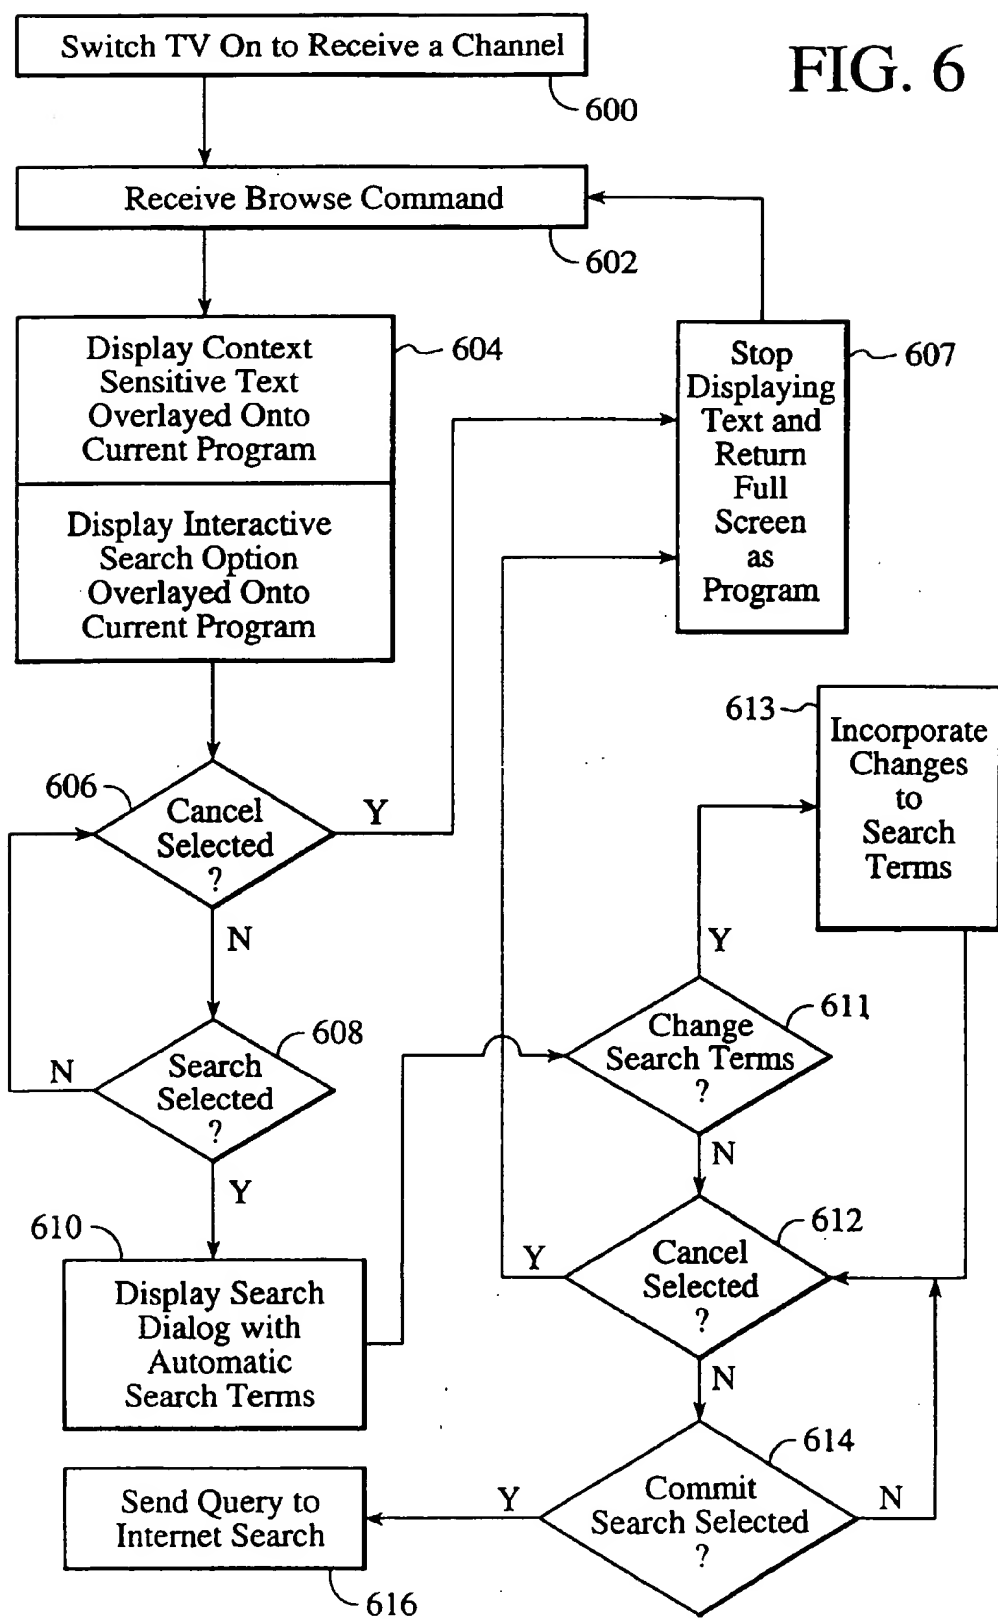 Switch TV On to Receive a Channel
FIG. 6
600
Receive Browse Command
602
Display Context
Sensitive Text
Overlayed Onto
Current Program
604
Display Interactive
Search Option
Overlayed Onto
Current Program
Stop
Displaying
Text and
Return
Full
Screen
as
Program
607
613
Incorporate
Changes
to
Search
Terms
606
Cancel
Selected
?
Y
N
608
Search
Selected
?
N
Y
611
Change
Search Terms
?
Y
N
610
Display Search
Dialog with
Automatic
Search Terms
612
Cancel
Selected
?
Y
N
614
Commit
Search Selected
?
Y
N
Send Query to
Internet Search
616